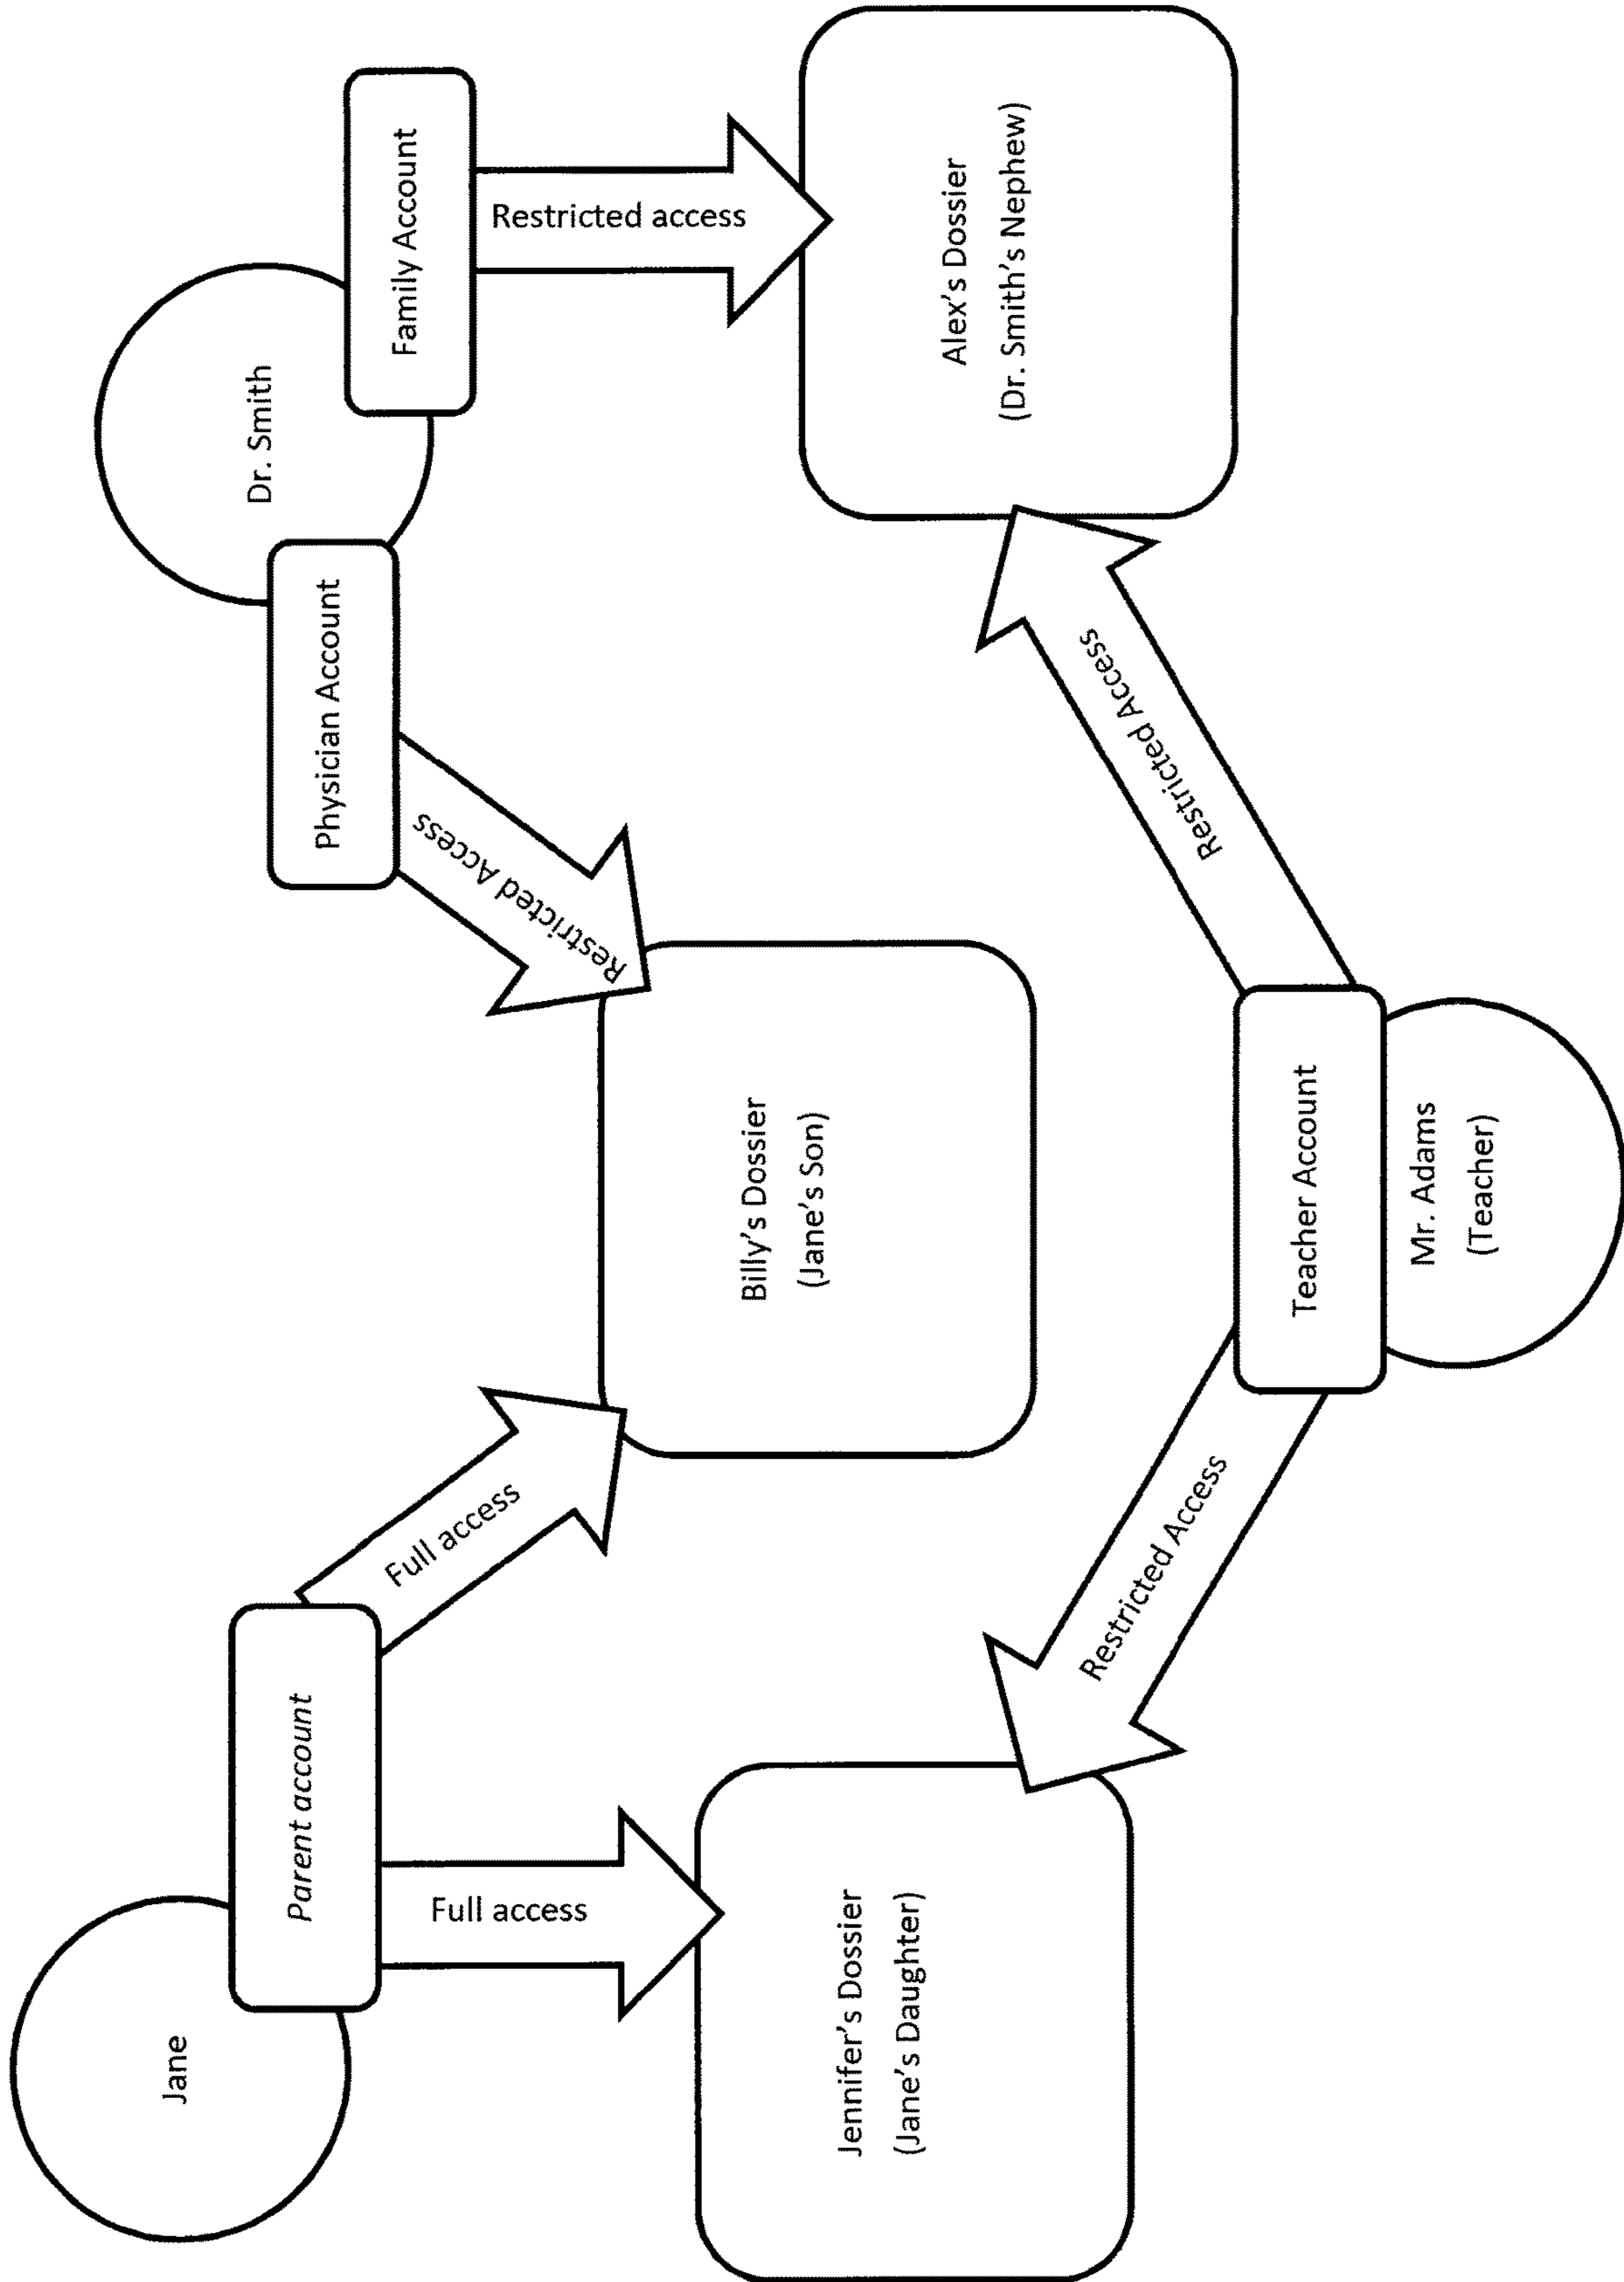 Jane
Parent account
Full access
Full access
Jennifer's Dossier
(Jane's Daughter)
Billy's Dossier
(Jane's Son)
Dr. Smith
Physician Account
Restricted Access
Family Account
Restricted access
Alex's Dossier
(Dr. Smith's Nephew)
Restricted Access
Restricted Access
Teacher Account
Mr. Adams
(Teacher)